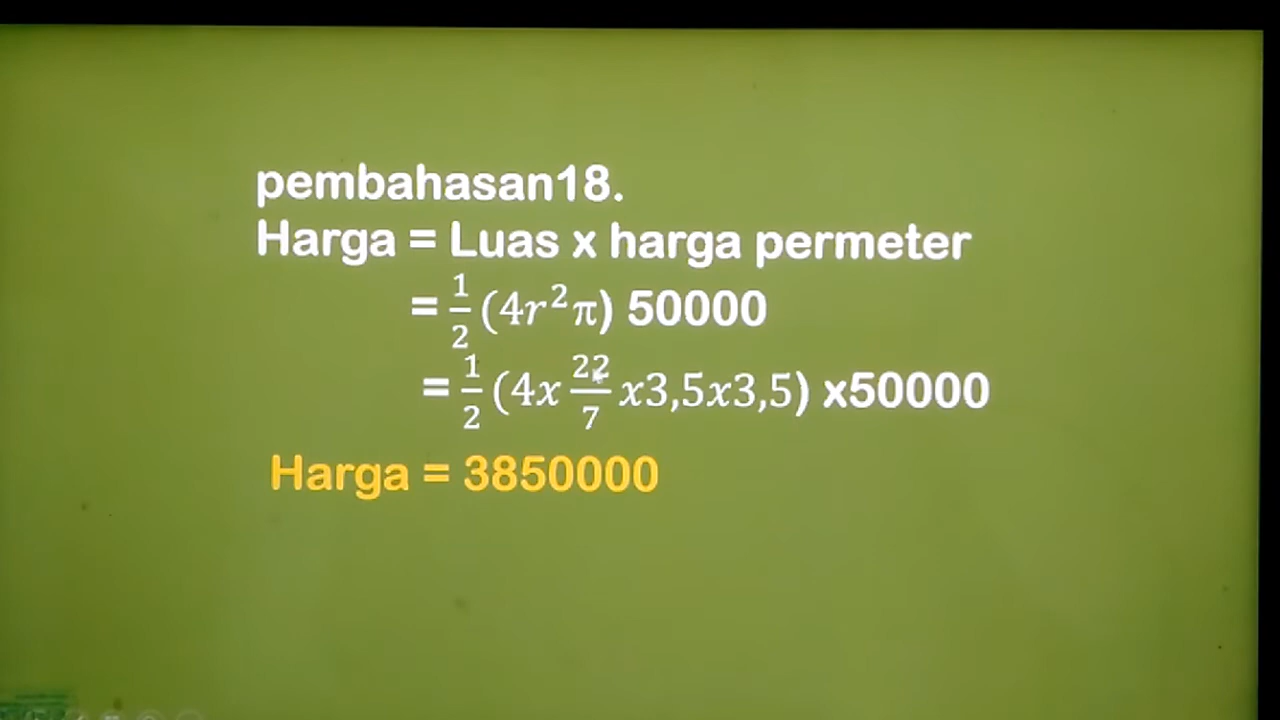 pembahasan18.
Harga = Luas x harga permeter
= 1/2 (4r²π) 50000
= 1/2 (4x 22/7 x3,5x3,5) x50000
Harga = 3850000